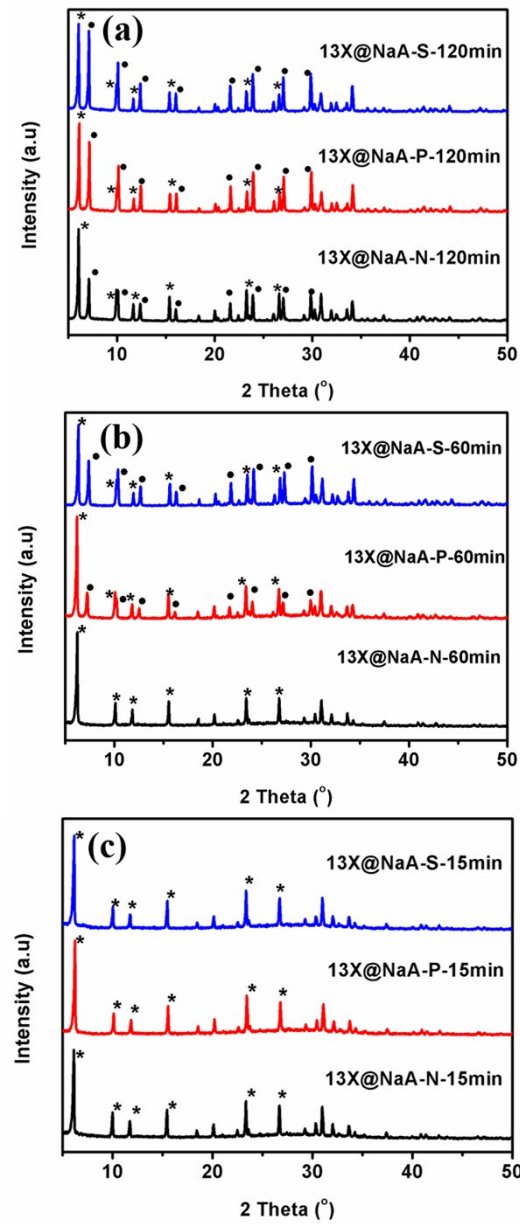 (a)
13X@NaA-S-120min
13X@NaA-P-120min
13X@NaA-N-120min
Intensity (a.u)
10 20 30 40 50
2 Theta (°)
(b)
13X@NaA-S-60min
13X@NaA-P-60min
13X@NaA-N-60min
Intensity (a.u)
10 20 30 40 50
2 Theta (°)
(c)
13X@NaA-S-15min
13X@NaA-P-15min
13X@NaA-N-15min
Intensity (a.u)
10 20 30 40 50
2 Theta (°)